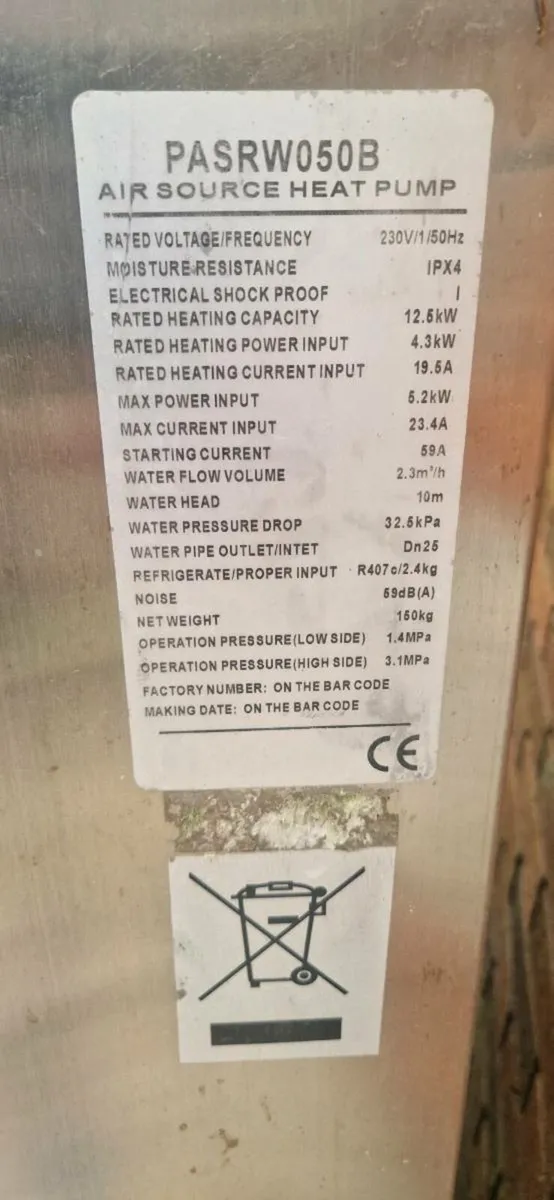 PASRW050B
AIR SOURCE HEAT PUMP
RATED VOLTAGE/FREQUENCY 230V/1/50Hz
MOISTURE RESISTANCE IPX4
ELECTRICAL SHOCK PROOF I
RATED HEATING CAPACITY 12.5kW
RATED HEATING POWER INPUT 4.3kW
RATED HEATING CURRENT INPUT 19.5A
MAX POWER INPUT 5.2kW
MAX CURRENT INPUT 23.4A
STARTING CURRENT 59A
WATER FLOW VOLUME 2.3m³/h
WATER HEAD 10m
WATER PRESSURE DROP 32.5kPa
WATER PIPE OUTLET/INTET Dn25
REFRIGERATE/PROPER INPUT R407c/2.4kg
NOISE 59dB(A)
NET WEIGHT 150kg
OPERATION PRESSURE(LOW SIDE) 1.4MPa
OPERATION PRESSURE(HIGH SIDE) 3.1MPa
FACTORY NUMBER: ON THE BAR CODE
MAKING DATE: ON THE BAR CODE
CE